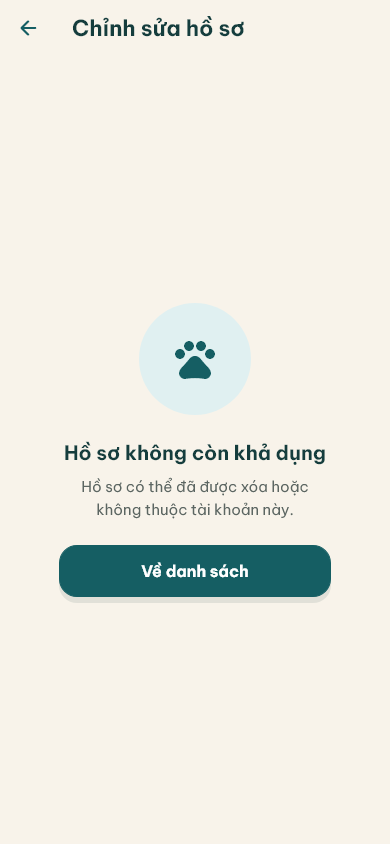 Chỉnh sửa hồ sơ
Hồ sơ không còn khả dụng
Hồ sơ có thể đã được xóa hoặc
không thuộc tài khoản này.
Về danh sách